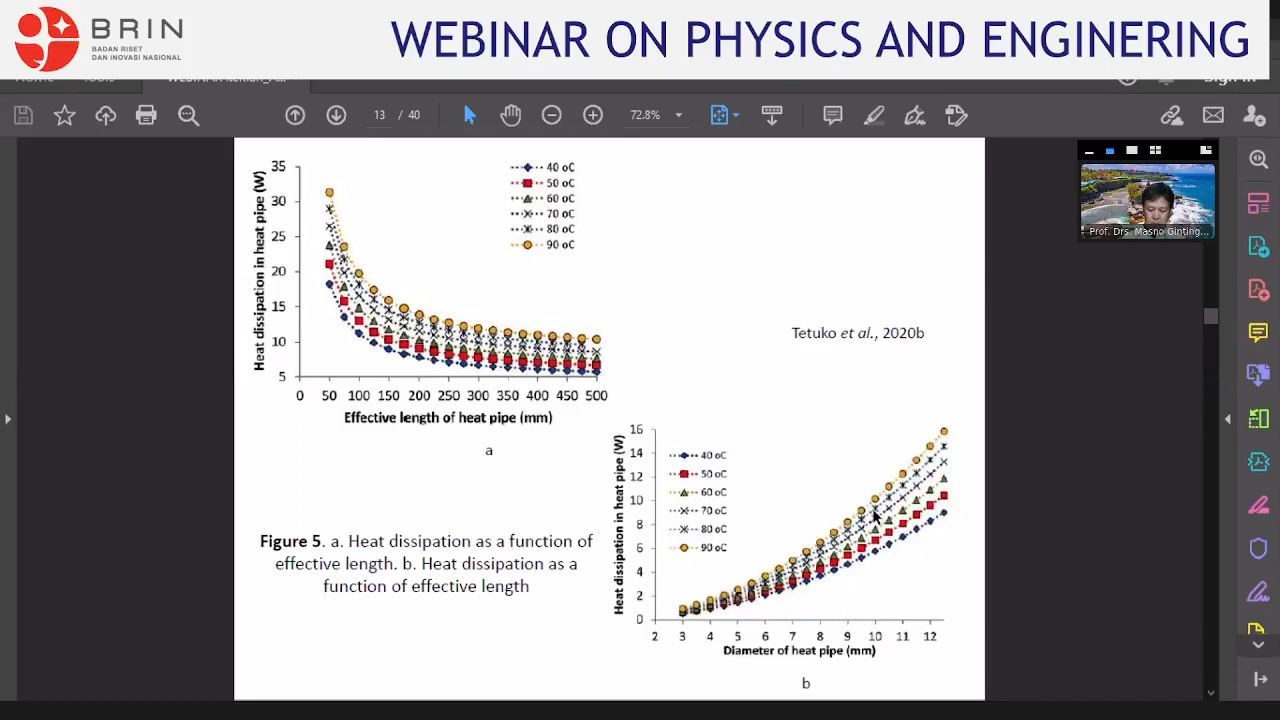 BRIN
BADAN RISET
DAN INOVASI NASIONAL
WEBINAR ON PHYSICS AND ENGINERING
13 / 40
72.8%
Prof. Drs. Masno Ginting...
Heat dissipation in heat pipe (W)
35
30
25
20
15
10
5
0 50 100 150 200 250 300 350 400 450 500
Effective length of heat pipe (mm)
40 oC
50 oC
60 oC
70 oC
80 oC
90 oC
a
Tetuko et al., 2020b
Heat dissipation in heat pipe (W)
16
14
12
10
8
6
4
2
0
2 3 4 5 6 7 8 9 10 11 12
Diameter of heat pipe (mm)
40 oC
50 oC
60 oC
70 oC
80 oC
90 oC
b
Figure 5. a. Heat dissipation as a function of
effective length. b. Heat dissipation as a
function of effective length